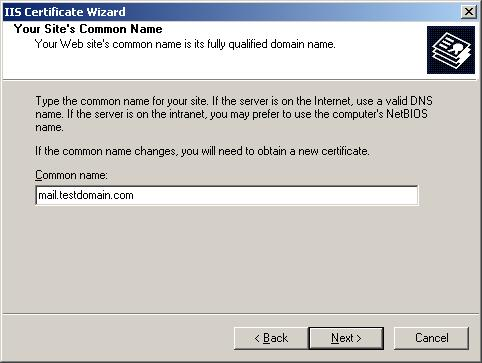 IIS Certificate Wizard
Your Site's Common Name
Your Web site's common name is its fully qualified domain name.
Type the common name for your site. If the server is on the Internet, use a valid DNS
name. If the server is on the intranet, you may prefer to use the computer's NetBIOS
name.
If the common name changes, you will need to obtain a new certificate.
Common name:
mail.testdomain.com
< Back
Next >
Cancel